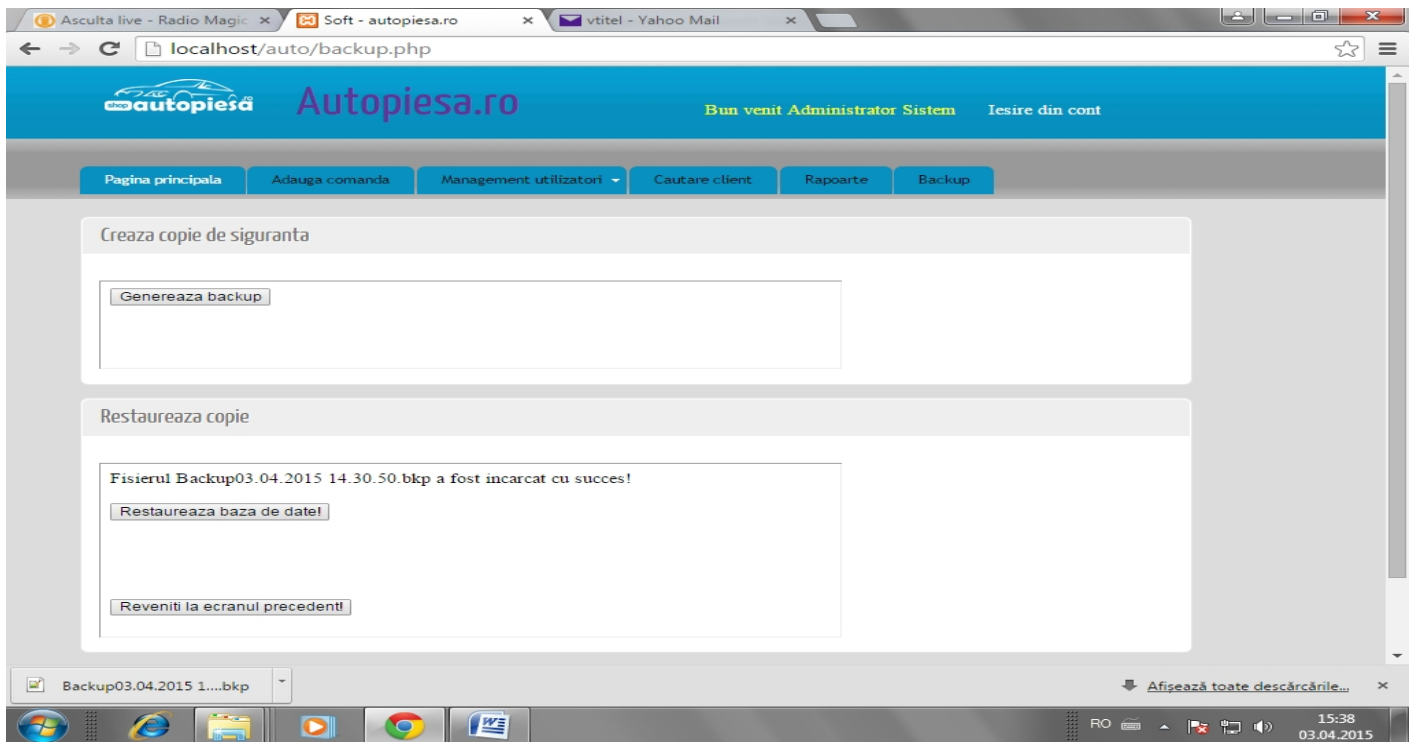 Asculta live - Radio Magic
Soft - autopiesa.ro
vtitel - Yahoo Mail
localhost/auto/backup.php
shop autopiesă
Autopiesa.ro
Bun venit Administrator Sistem
Iesire din cont
Pagina principala
Adauga comanda
Management utilizatori
Cautare client
Rapoarte
Backup
Creaza copie de siguranta
Genereaza backup
Restaureaza copie
Fisierul Backup03.04.2015 14.30.50.bkp a fost incarcat cu succes!
Restaureaza baza de date!
Reveniti la ecranul precedent!
Backup03.04.2015 1....bkp
Afișează toate descărcările...
RO
15:38
03.04.2015